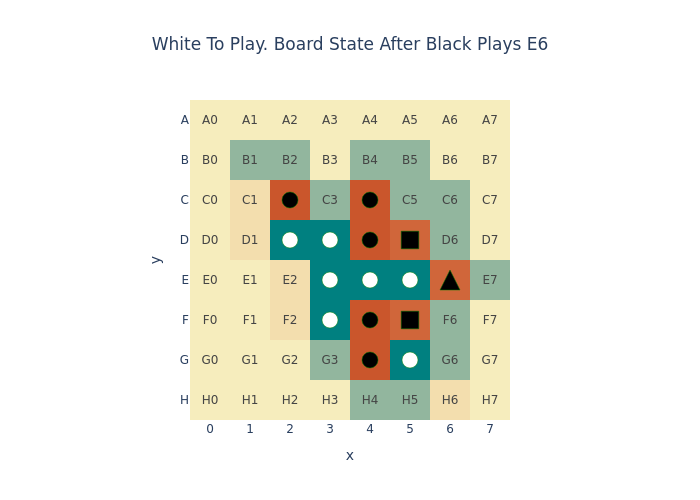 White To Play. Board State After Black Plays E6
A A0 A1 A2 A3 A4 A5 A6 A7
B B0 B1 B2 B3 B4 B5 B6 B7
C C0 C1 C3 C5 C6 C7
D D0 D1 D6 D7
E E0 E1 E2 E7
F F0 F1 F2 F6 F7
G G0 G1 G2 G3 G6 G7
H H0 H1 H2 H3 H4 H5 H6 H7
0 1 2 3 4 5 6 7
x
y